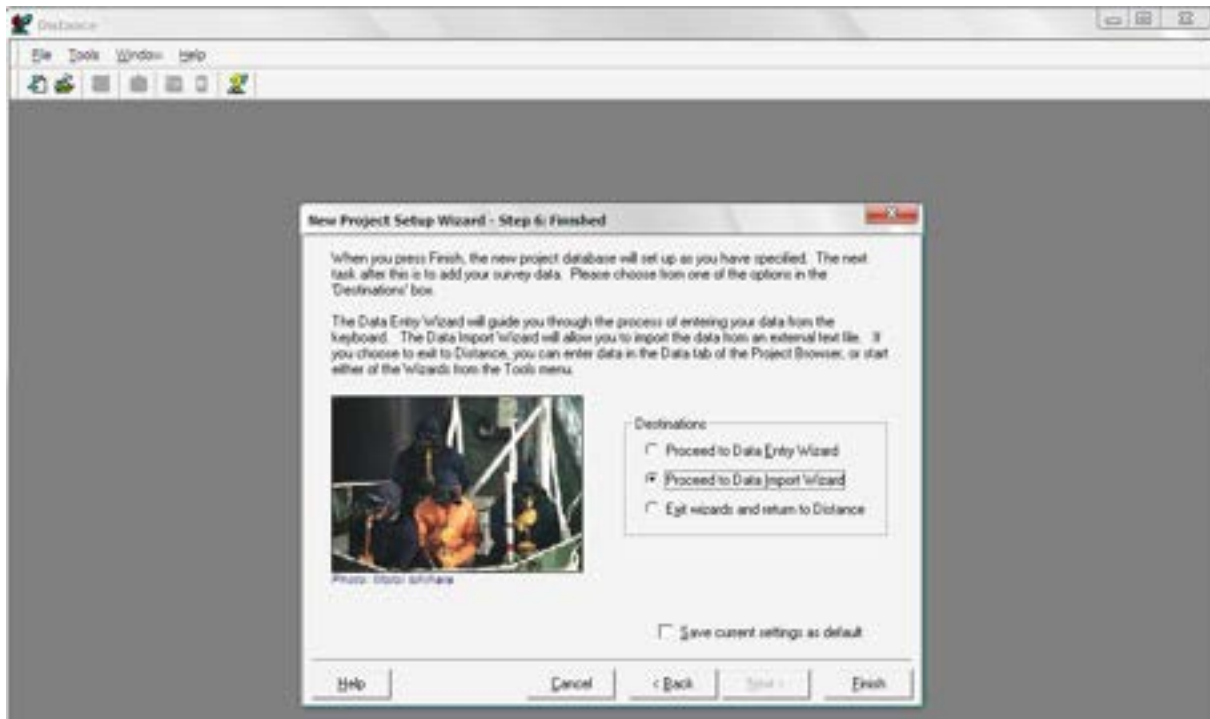 Distance
File Tools Window Help
New Project Setup Wizard - Step 6: Finished
When you press Finish, the new project database will set up as you have specified. The next
task after this is to add your survey data. Please choose from one of the options in the
'Destinations' box.
The Data Entry Wizard will guide you through the process of entering your data from the
keyboard. The Data Import Wizard will allow you to import the data from an external text file. If
you choose to exit to Distance, you can enter data in the Data tab of the Project Browser, or start
either of the Wizards from the Tools menu.
Destinations
Proceed to Data Entry Wizard
Proceed to Data Import Wizard
Exit wizards and return to Distance
Photo:
Save current settings as default
Help Cancel < Back Next > Finish